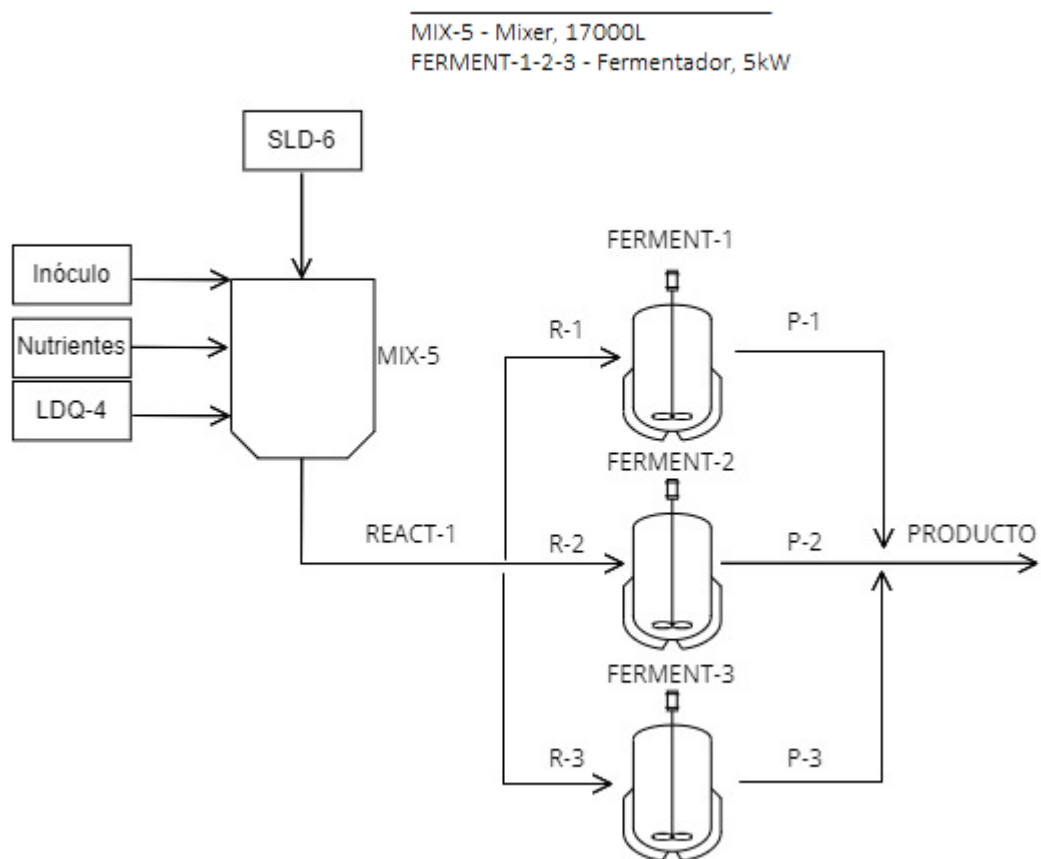 MIX-5 - Mixer, 17000L
FERMENT-1-2-3 - Fermentador, 5kW
SLD-6
Inóculo
Nutrientes
LDQ-4
MIX-5
REACT-1
FERMENT-1
R-1
P-1
FERMENT-2
R-2
P-2
PRODUCTO
FERMENT-3
R-3
P-3